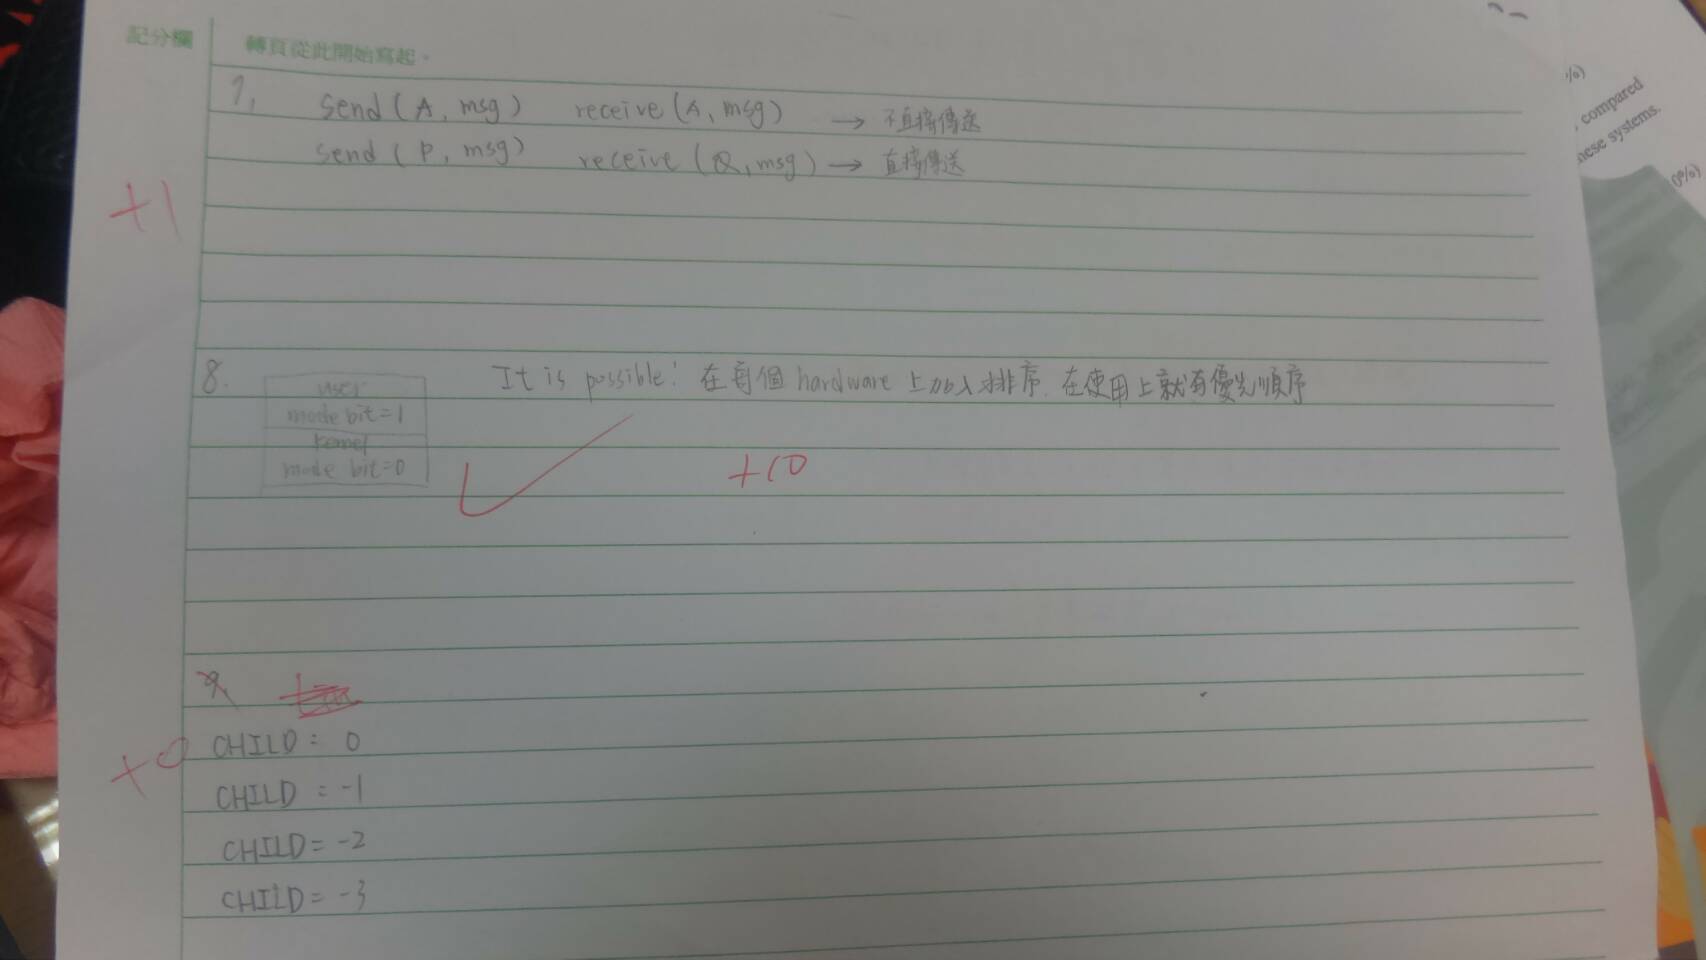 記分欄
轉頁從此開始寫起。
7. send (A, msg) receive (A, msg) → 不直接傳送
send (P, msg) receive (Q, msg) → 直接傳送
+1
8. It is possible: 在每個 hardware 上加入排序. 在使用上就有優先順序
user
mode bit=1
kernel
mode bit=0
+10
9.
+0
CHILD = 0
CHILD = -1
CHILD = -2
CHILD = -3
%)
, compared
hese systems.
0%)